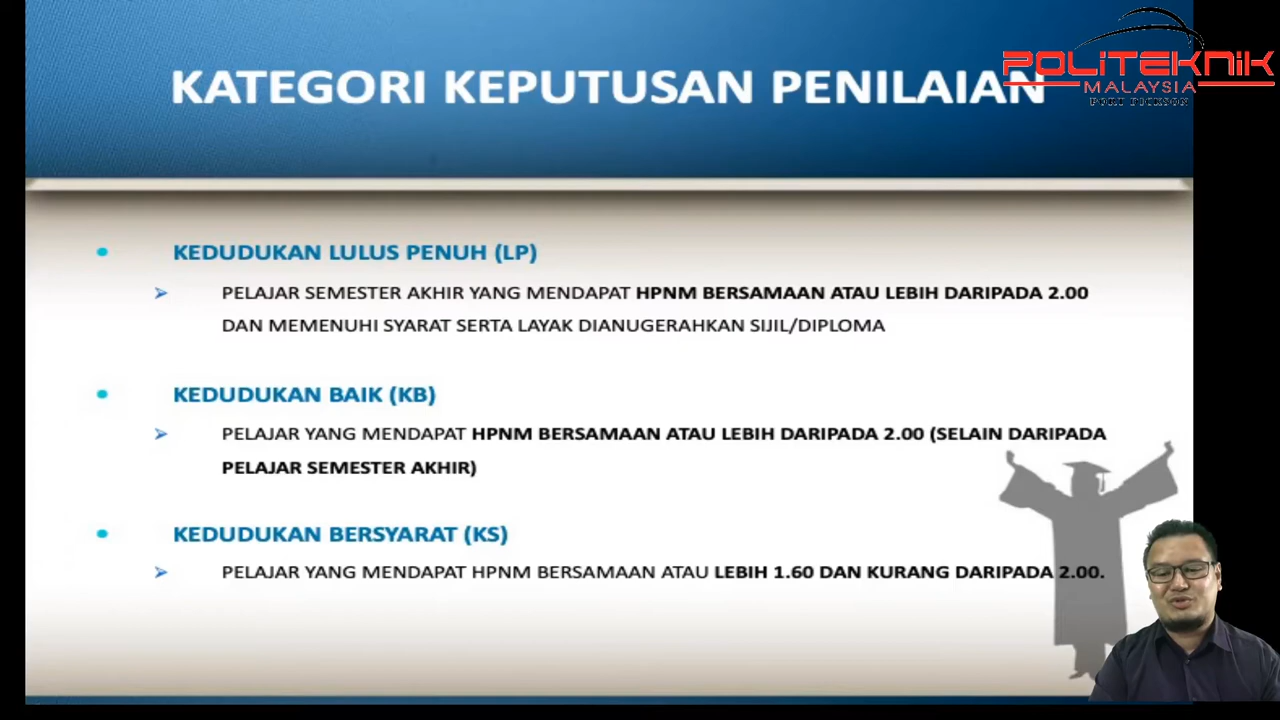 POLITEKNIK
MALAYSIA
PORT DICKSON
KATEGORI KEPUTUSAN PENILAIAN
• KEDUDUKAN LULUS PENUH (LP)
➢ PELAJAR SEMESTER AKHIR YANG MENDAPAT HPNM BERSAMAAN ATAU LEBIH DARIPADA 2.00
DAN MEMENUHI SYARAT SERTA LAYAK DIANUGERAHKAN SIJIL/DIPLOMA
• KEDUDUKAN BAIK (KB)
➢ PELAJAR YANG MENDAPAT HPNM BERSAMAAN ATAU LEBIH DARIPADA 2.00 (SELAIN DARIPADA
PELAJAR SEMESTER AKHIR)
• KEDUDUKAN BERSYARAT (KS)
➢ PELAJAR YANG MENDAPAT HPNM BERSAMAAN ATAU LEBIH 1.60 DAN KURANG DARIPADA 2.00.